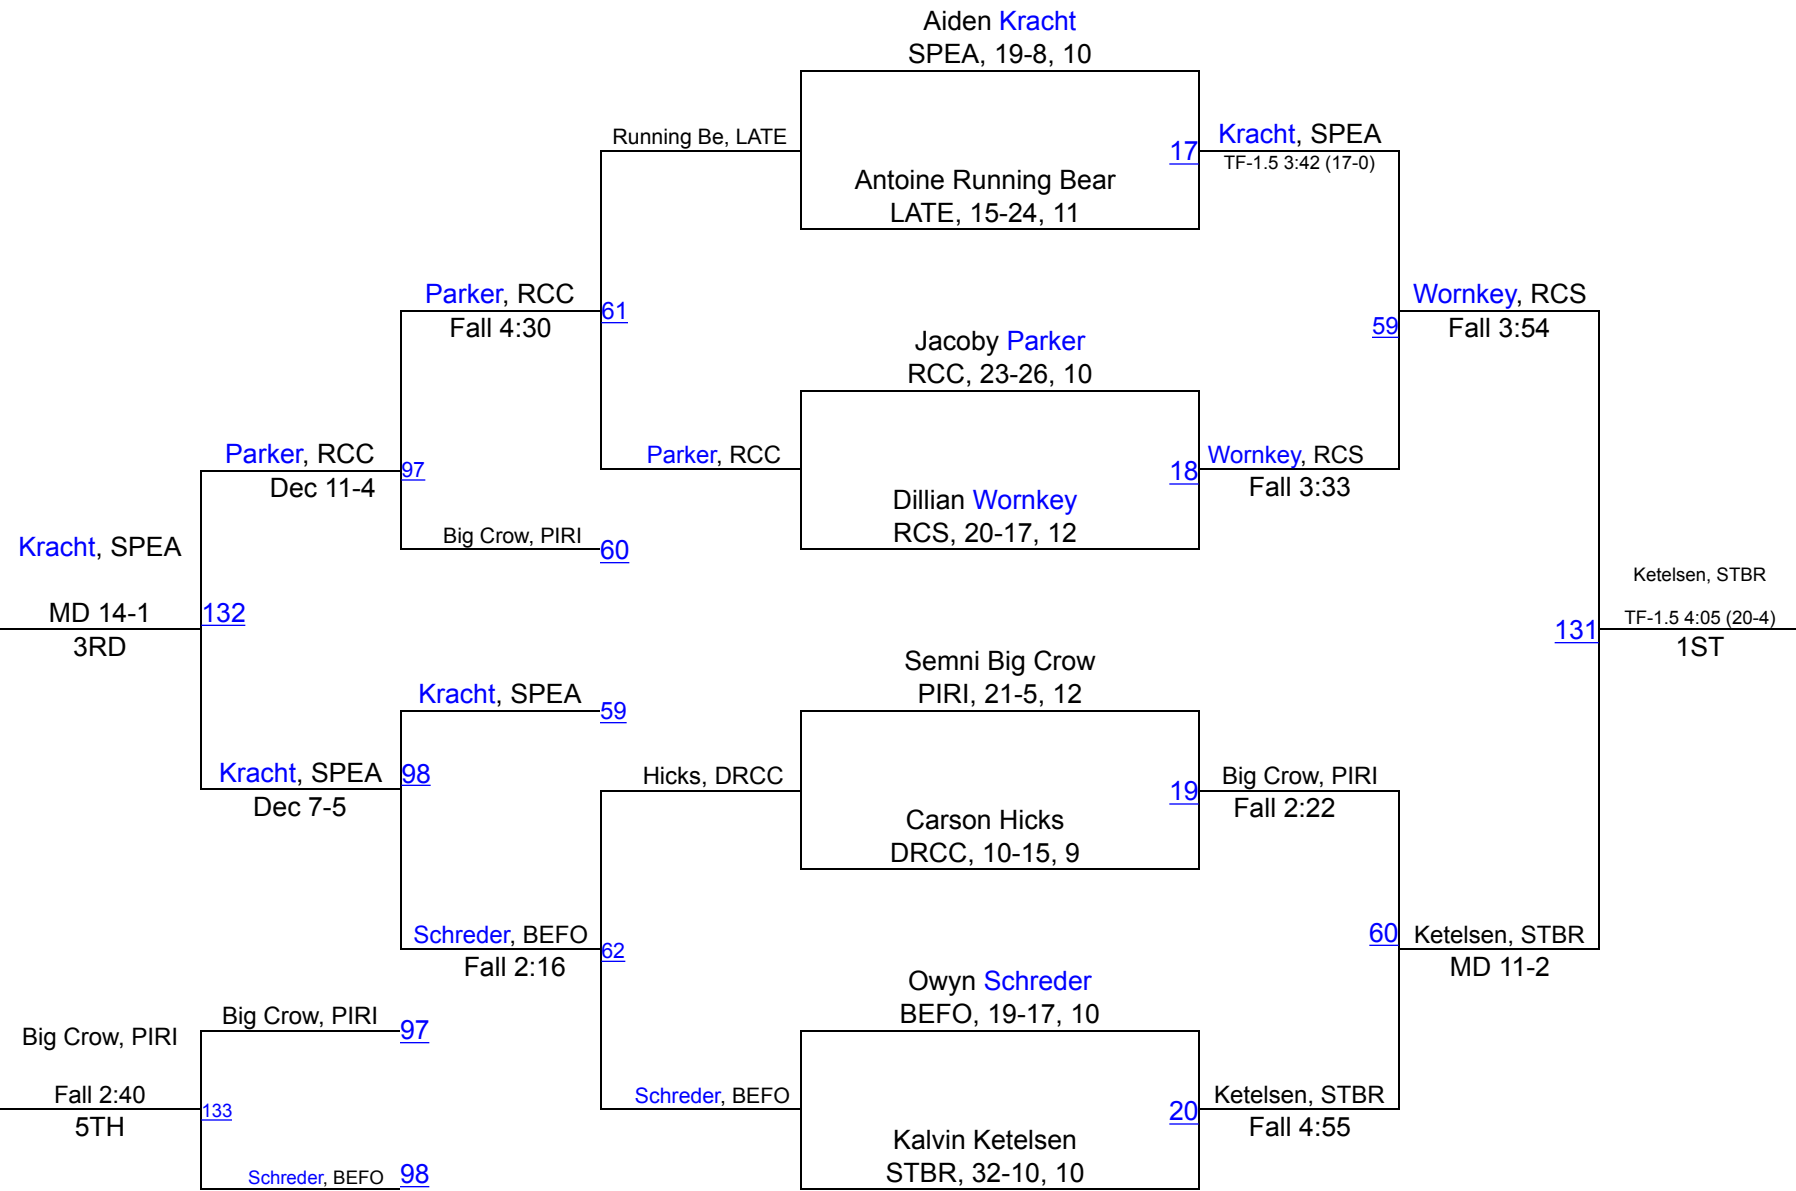 Aiden Kracht
SPEA, 19-8, 10
Running Be, LATE
17
Kracht, SPEA
TF-1.5 3:42 (17-0)
Antoine Running Bear
LATE, 15-24, 11
Parker, RCC
Fall 4:30
61
Wornkey, RCS
Fall 3:54
59
Jacoby Parker
RCC, 23-26, 10
Parker, RCC
Dec 11-4
97
Parker, RCC
18
Wornkey, RCS
Fall 3:33
Dillian Wornkey
RCS, 20-17, 12
Big Crow, PIRI
60
Kracht, SPEA
MD 14-1
3RD
132
Ketelsen, STBR
TF-1.5 4:05 (20-4)
1ST
131
Semni Big Crow
PIRI, 21-5, 12
Kracht, SPEA
59
Kracht, SPEA
Dec 7-5
98
Hicks, DRCC
19
Big Crow, PIRI
Fall 2:22
Carson Hicks
DRCC, 10-15, 9
Schreder, BEFO
Fall 2:16
62
60
Ketelsen, STBR
MD 11-2
Owyn Schreder
BEFO, 19-17, 10
Big Crow, PIRI
97
Big Crow, PIRI
Fall 2:40
5TH
133
Schreder, BEFO
20
Ketelsen, STBR
Fall 4:55
Kalvin Ketelsen
STBR, 32-10, 10
Schreder, BEFO
98